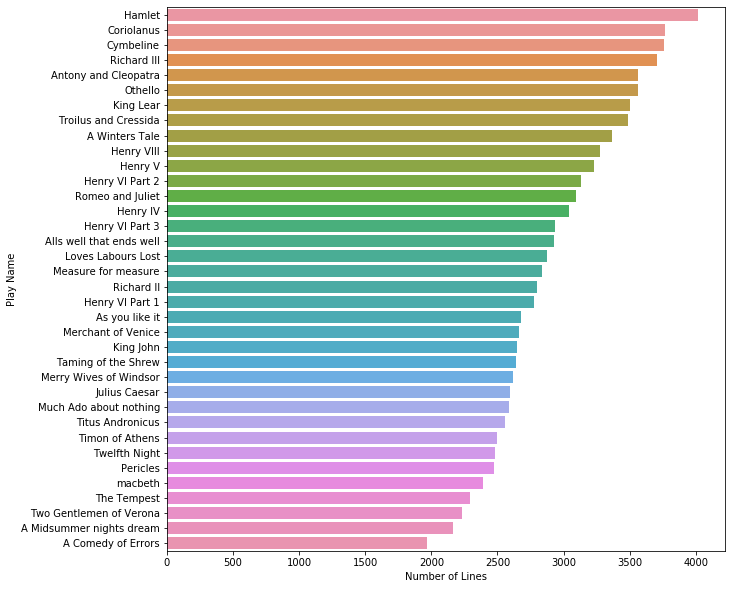 Hamlet
Coriolanus
Cymbeline
Richard III
Antony and Cleopatra
Othello
King Lear
Troilus and Cressida
A Winters Tale
Henry VIII
Henry V
Henry VI Part 2
Romeo and Juliet
Henry IV
Henry VI Part 3
Alls well that ends well
Loves Labours Lost
Measure for measure
Richard II
Henry VI Part 1
As you like it
Merchant of Venice
King John
Taming of the Shrew
Merry Wives of Windsor
Julius Caesar
Much Ado about nothing
Titus Andronicus
Timon of Athens
Twelfth Night
Pericles
macbeth
The Tempest
Two Gentlemen of Verona
A Midsummer nights dream
A Comedy of Errors
Play Name
0 500 1000 1500 2000 2500 3000 3500 4000
Number of Lines